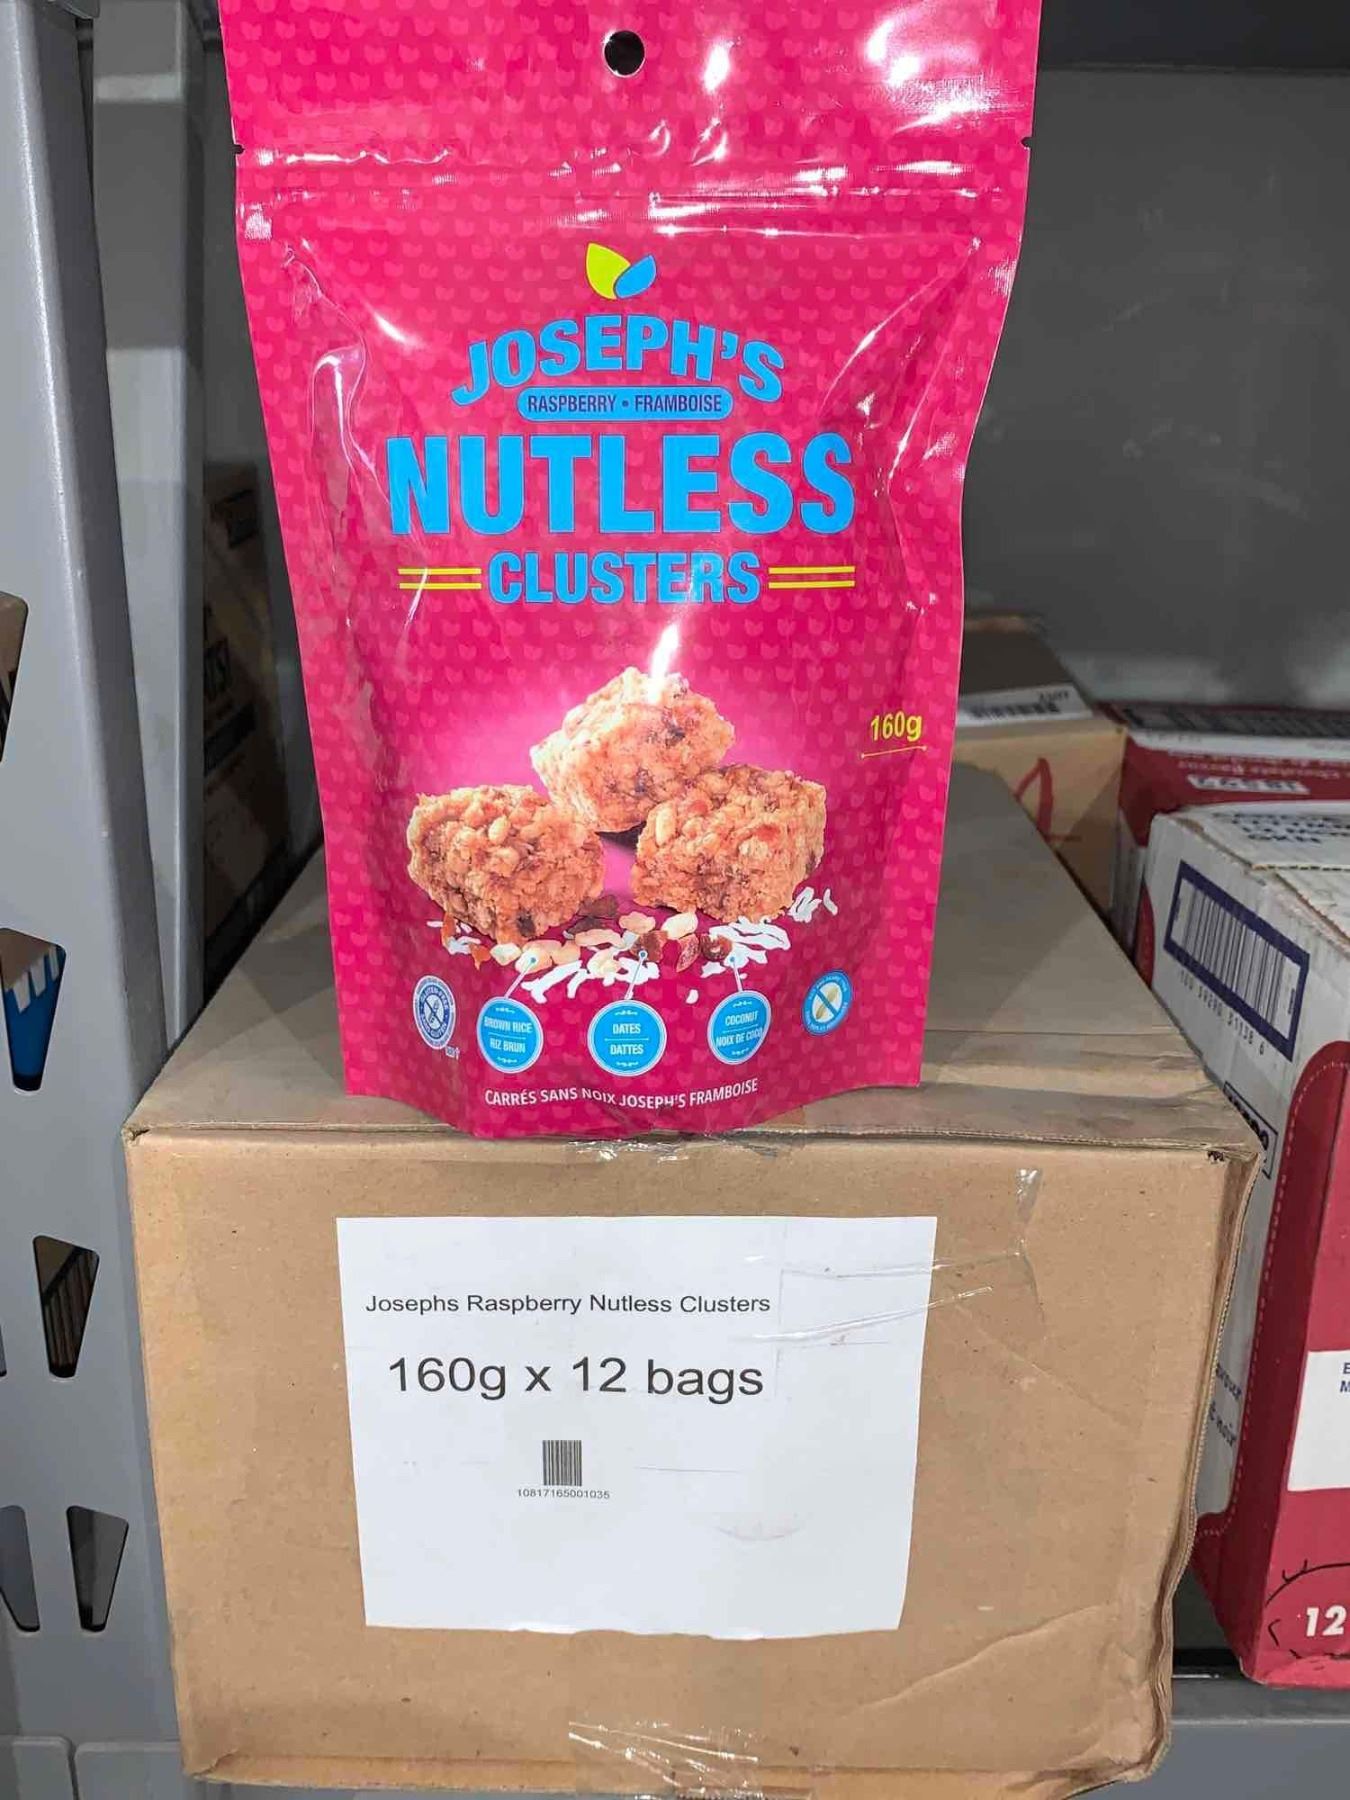 JOSEPH'S
RASPBERRY • FRAMBOISE
NUTLESS
CLUSTERS
160g
BROWN RICE
RIZ BRUN
DATES
DATTES
COCONUT
NOIX DE COCO
CARRÉS SANS NOIX JOSEPH'S FRAMBOISE
Josephs Raspberry Nutless Clusters
160g x 12 bags
10817165001035
12